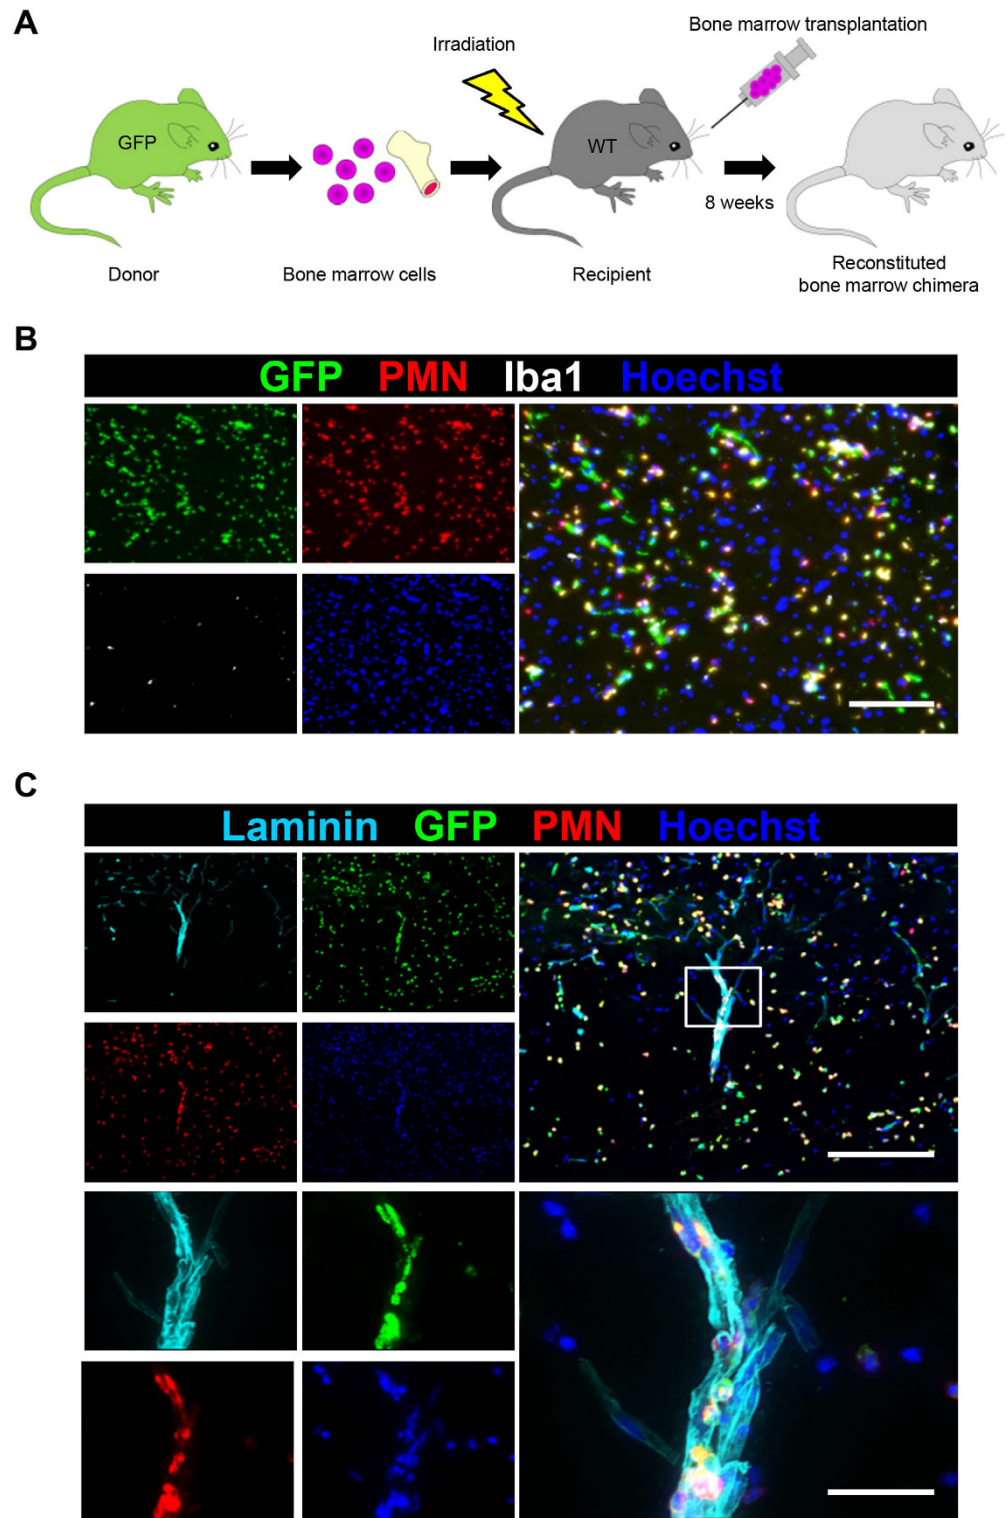 A
Irradiation
Bone marrow transplantation
GFP
WT
8 weeks
Donor
Bone marrow cells
Recipient
Reconstituted
bone marrow chimera
B
GFP PMN Iba1 Hoechst
C
Laminin GFP PMN Hoechst